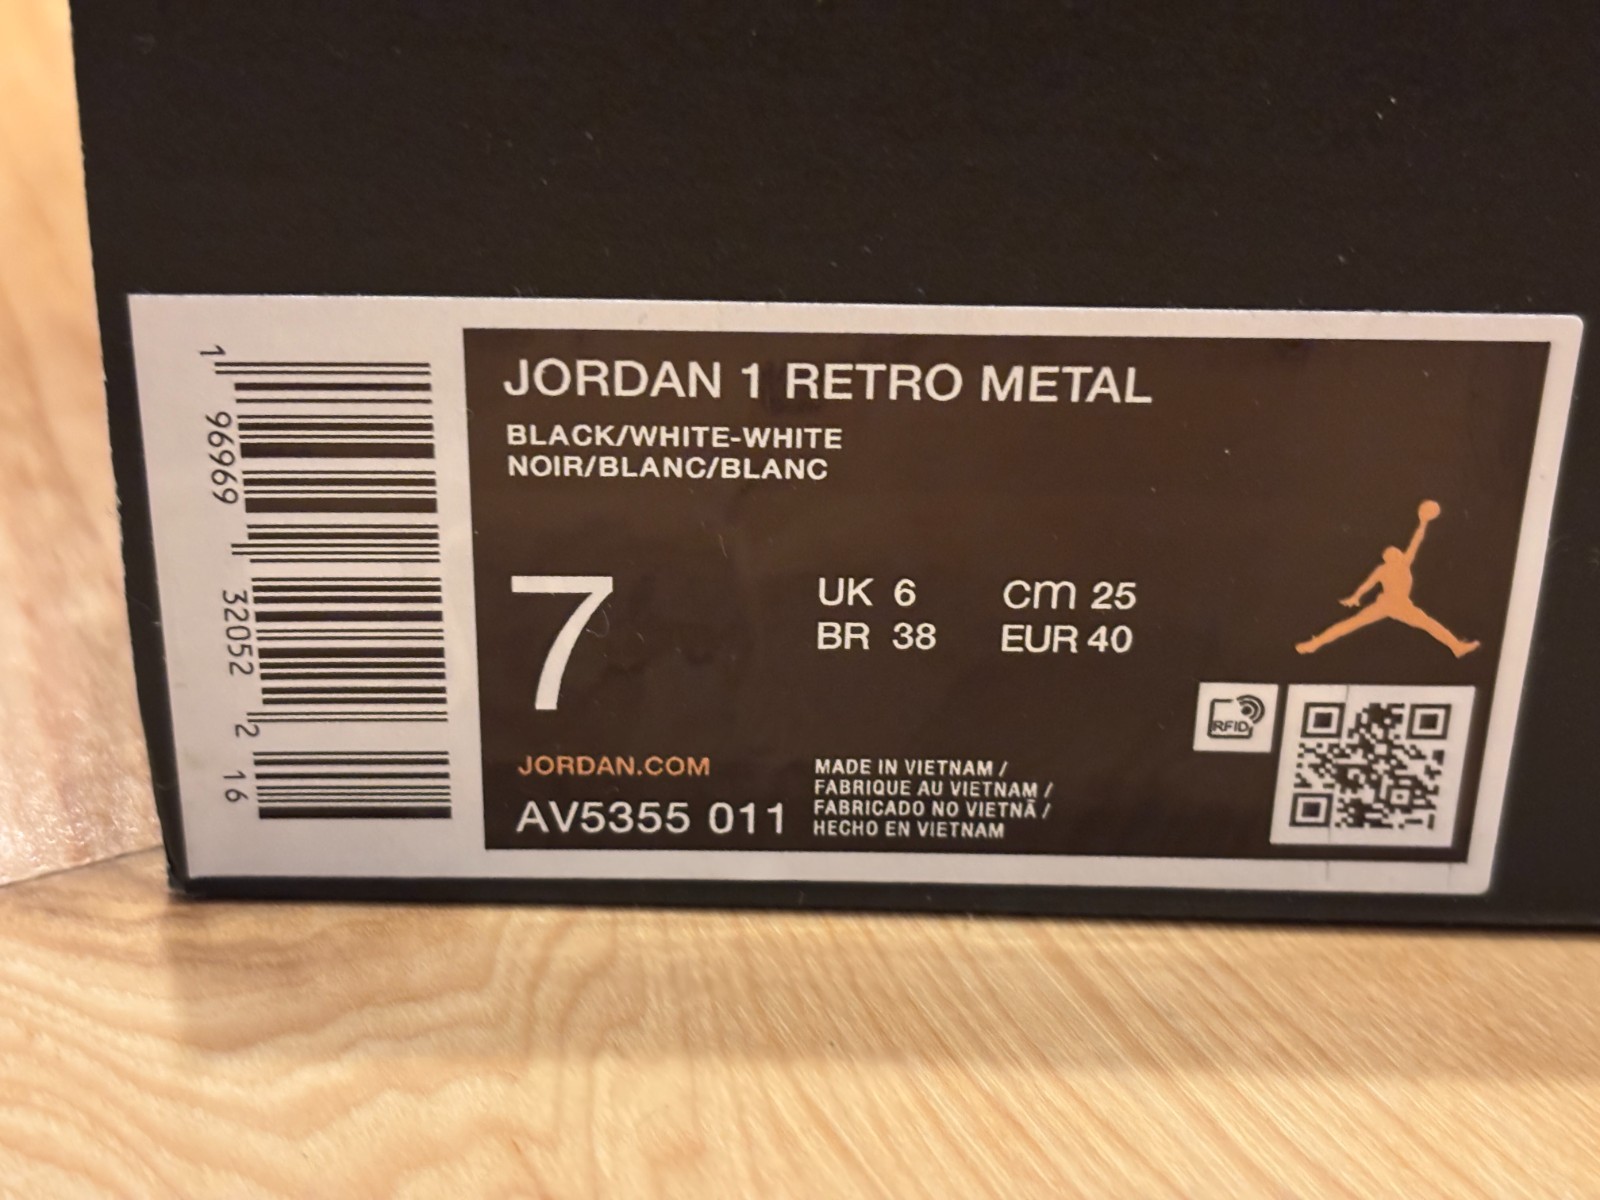 JORDAN 1 RETRO METAL
BLACK/WHITE-WHITE
NOIR/BLANC/BLANC
7
UK 6
BR 38
cm 25
EUR 40
JORDAN.COM
AV5355 011
MADE IN VIETNAM /
FABRIQUE AU VIETNAM /
FABRICADO NO VIETNÃ /
HECHO EN VIETNAM
RFID
1 96969 32052 2 16